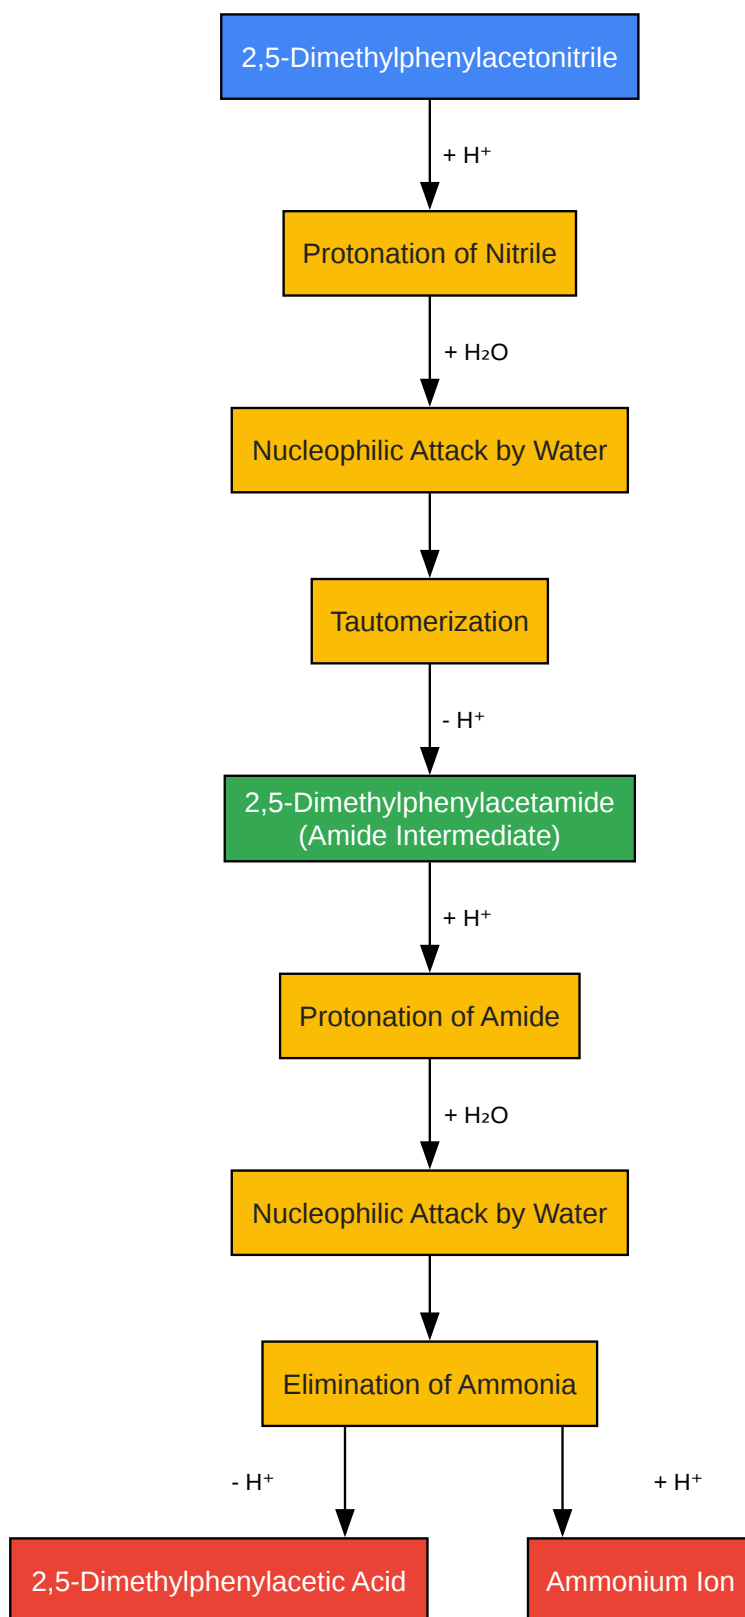 2,5-Dimethylphenylacetonitrile
+ H⁺
Protonation of Nitrile
+ H₂O
Nucleophilic Attack by Water
Tautomerization
- H⁺
2,5-Dimethylphenylacetamide
(Amide Intermediate)
+ H⁺
Protonation of Amide
+ H₂O
Nucleophilic Attack by Water
Elimination of Ammonia
- H⁺
+ H⁺
2,5-Dimethylphenylacetic Acid
Ammonium Ion